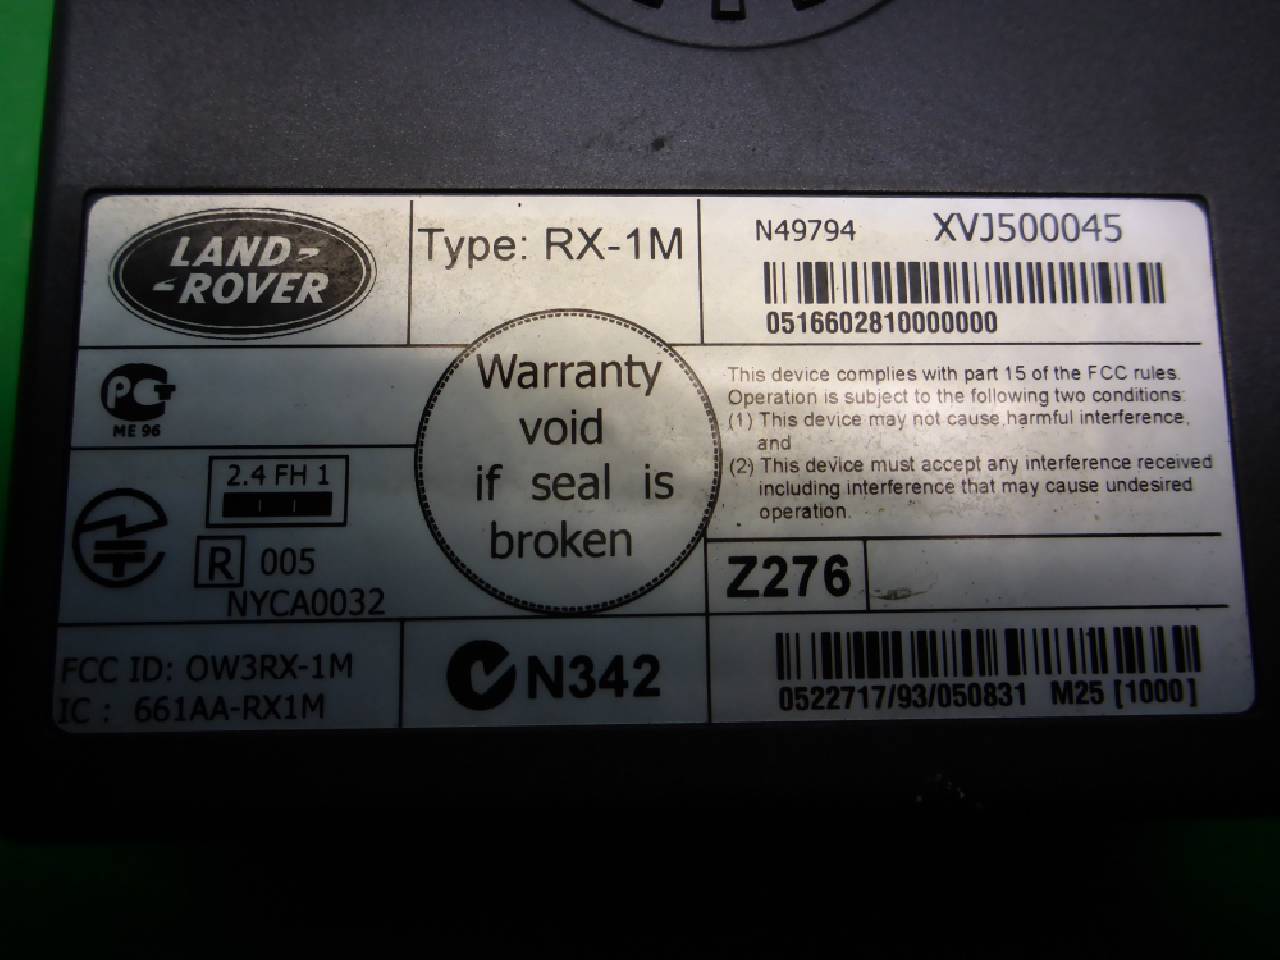 LAND-
-ROVER
Type: RX-1M
N49794 XVJ500045
0516602810000000
PCT
ME 96
Warranty
void
if seal is
broken
This device complies with part 15 of the FCC rules.
Operation is subject to the following two conditions:
(1) This device may not cause harmful interference,
and
(2) This device must accept any interference received
including interference that may cause undesired
operation.
2.4 FH 1
R 005
NYCA0032
Z276
FCC ID: OW3RX-1M
IC : 661AA-RX1M
N342
0522717/93/050831 M25 [1000]